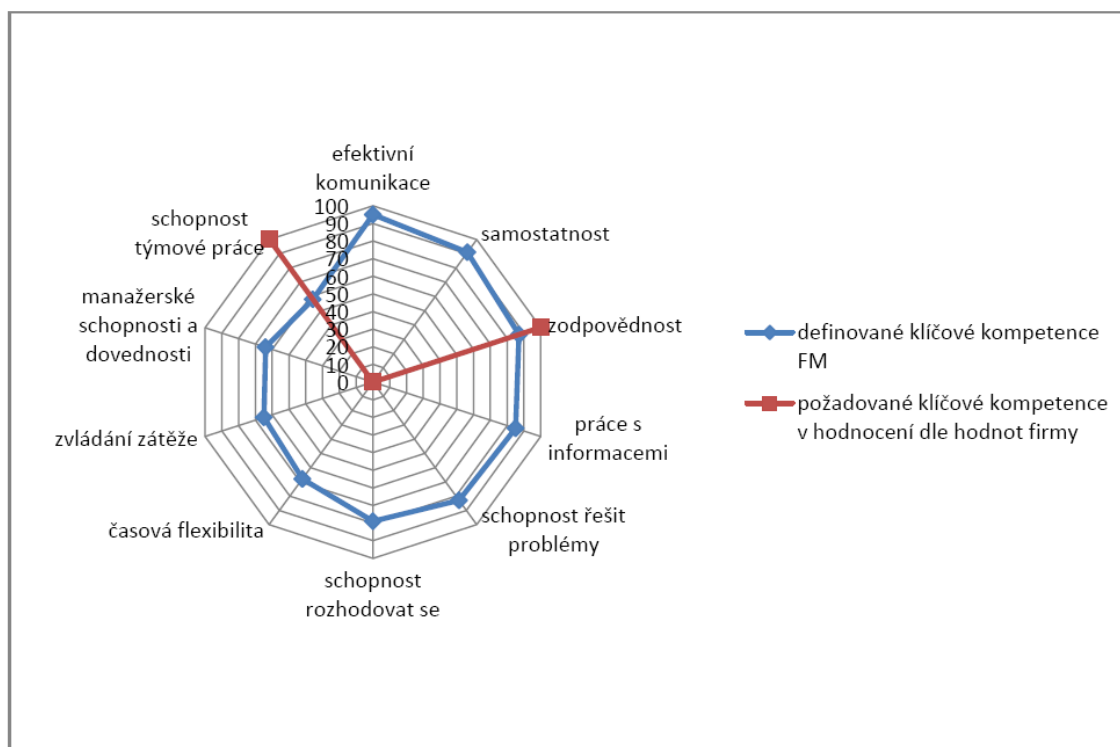 efektivní
komunikace
samostatnost
zodpovědnost
práce s
informacemi
schopnost řešit
problémy
schopnost
rozhodovat se
časová flexibilita
zvládání zátěže
manažerské
schopnosti a
dovednosti
schopnost
týmové práce
100
90
80
70
60
50
40
30
20
10
0
definované klíčové kompetence
FM
požadované klíčové kompetence
v hodnocení dle hodnot firmy